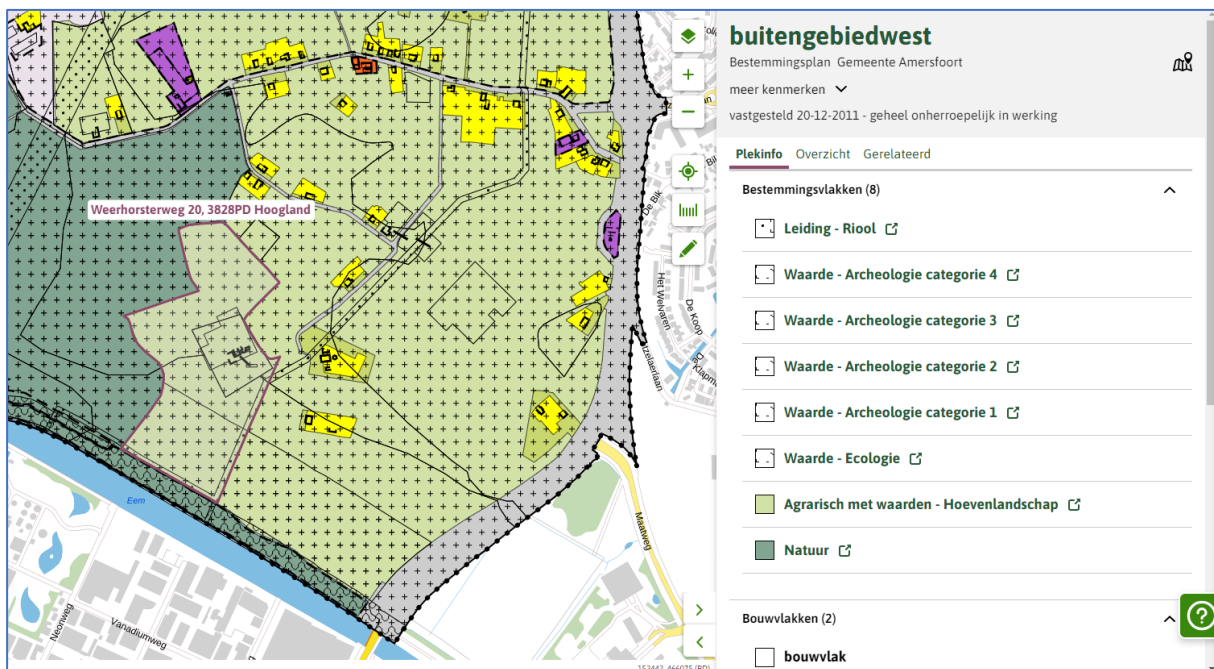 buitengebiedwest
Bestemmingsplan Gemeente Amersfoort
meer kenmerken
vastgesteld 20-12-2011 - geheel onherroepelijk in werking
Plekinfo Overzicht Gerelateerd
Bestemmingsvlakken (8)
Leiding - Riool
Waarde - Archeologie categorie 4
Waarde - Archeologie categorie 3
Waarde - Archeologie categorie 2
Waarde - Archeologie categorie 1
Waarde - Ecologie
Agrarisch met waarden - Hoevenlandschap
Natuur
Bouwvlakken (2)
bouwvlak
Weerhorsterweg 20, 3828PD Hoogland
De Bik
Het Welvaren
De Koop
Eem
Maatweg
Neonweg
Vanadiumweg